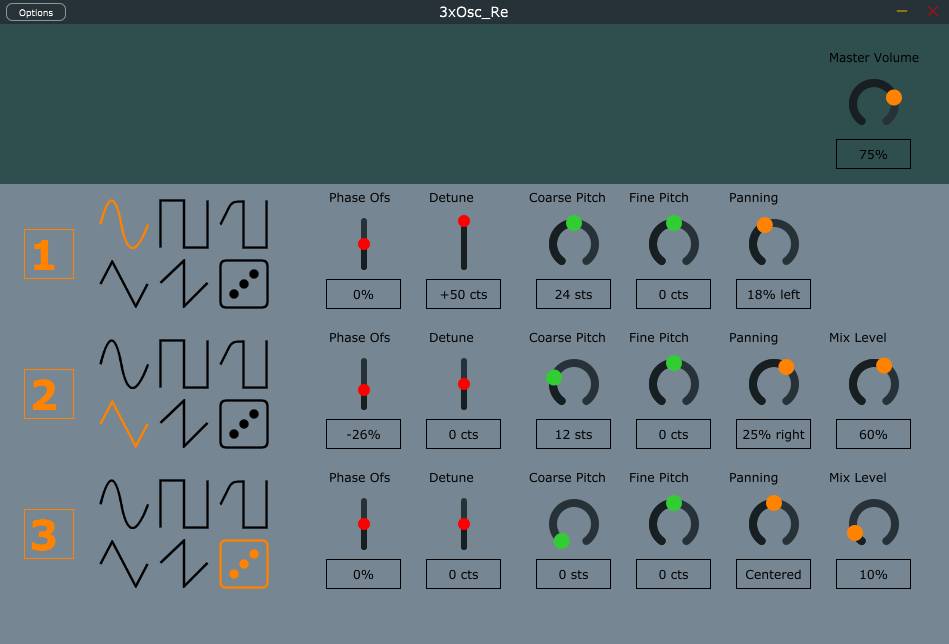 Options
3xOsc_Re
Master Volume
75%
Phase Ofs Detune Coarse Pitch Fine Pitch Panning
1
0% +50 cts 24 sts 0 cts 18% left
Phase Ofs Detune Coarse Pitch Fine Pitch Panning Mix Level
2
-26% 0 cts 12 sts 0 cts 25% right 60%
Phase Ofs Detune Coarse Pitch Fine Pitch Panning Mix Level
3
0% 0 cts 0 sts 0 cts Centered 10%